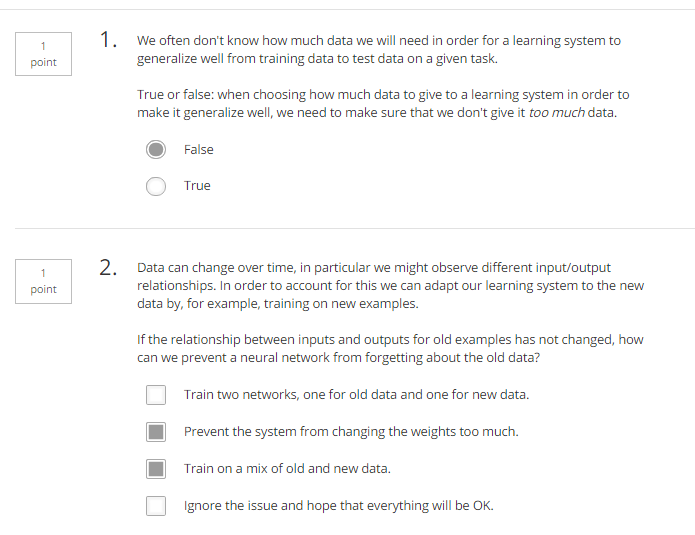 1
point
1.
We often don't know how much data we will need in order for a learning system to
generalize well from training data to test data on a given task.
True or false: when choosing how much data to give to a learning system in order to
make it generalize well, we need to make sure that we don't give it too much data.
False
True
1
point
2.
Data can change over time, in particular we might observe different input/output
relationships. In order to account for this we can adapt our learning system to the new
data by, for example, training on new examples.
If the relationship between inputs and outputs for old examples has not changed, how
can we prevent a neural network from forgetting about the old data?
Train two networks, one for old data and one for new data.
Prevent the system from changing the weights too much.
Train on a mix of old and new data.
Ignore the issue and hope that everything will be OK.